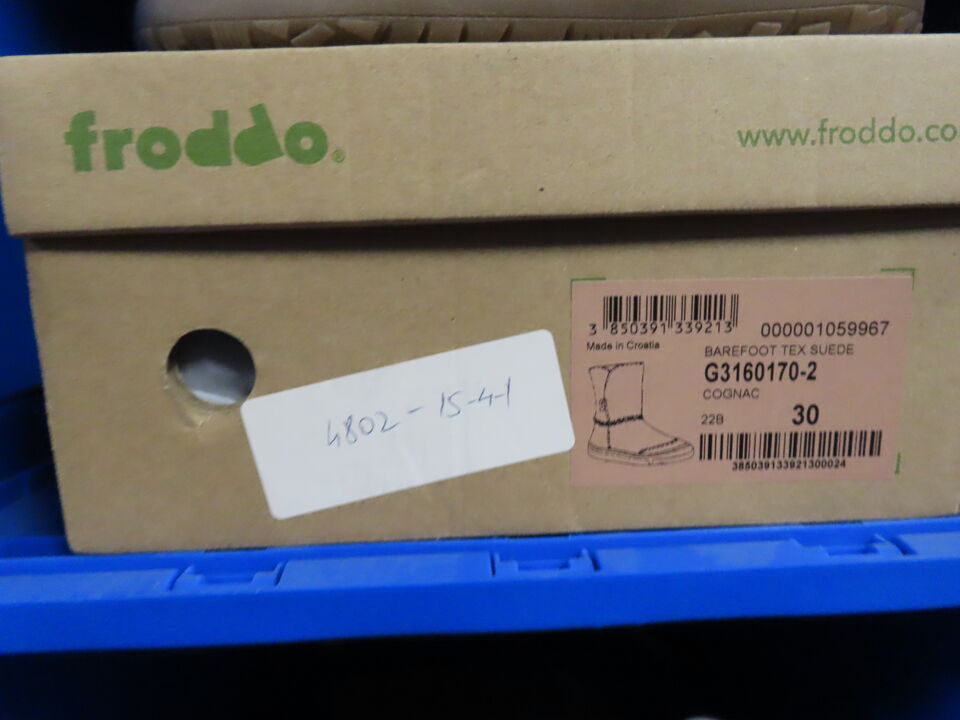 froddo®
www.froddo.co
3 850391 339213
000001059967
Made in Croatia
BAREFOOT TEX SUEDE
G3160170-2
COGNAC
22B 30
385039133921300024
4802-15-4-1